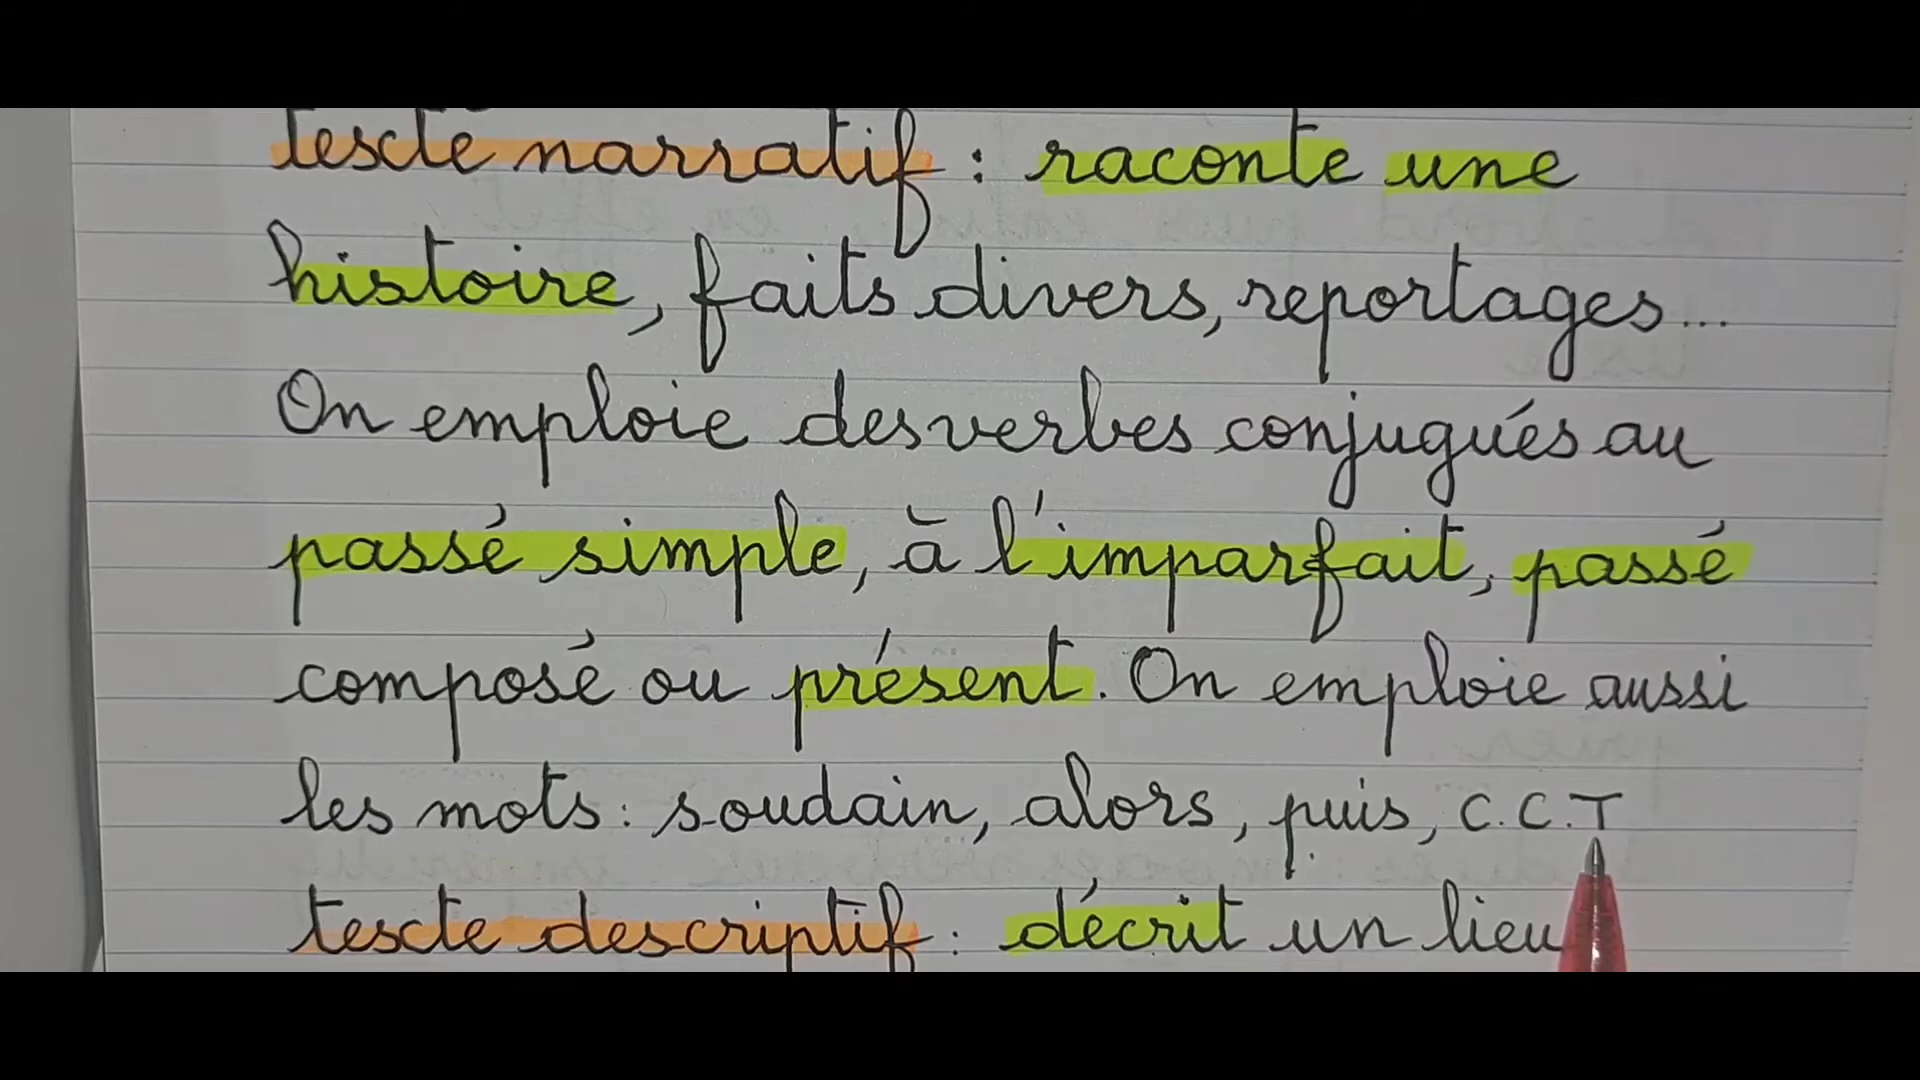 texte narratif : raconte une
histoire, faits divers, reportages...
On emploie des verbes conjugués au
passé simple, à l'imparfait, passé
composé ou présent. On emploie aussi
les mots : soudain, alors, puis, C.C.T
texte descriptif : décrit un lieu